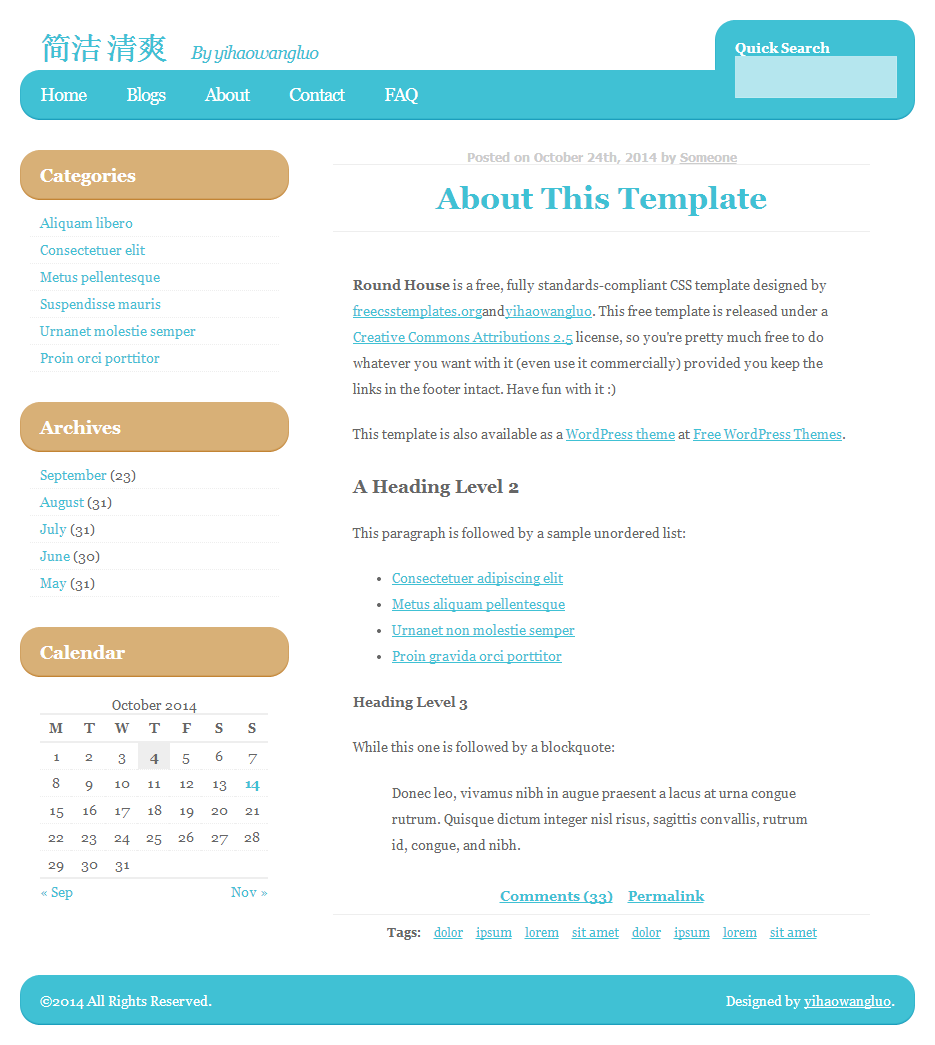 简洁 清爽 By yihaowangluo
Quick Search
Home Blogs About Contact FAQ
Categories
Aliquam libero
Consectetuer elit
Metus pellentesque
Suspendisse mauris
Urnanet molestie semper
Proin orci porttitor
Archives
September (23)
August (31)
July (31)
June (30)
May (31)
Calendar
October 2014
M T W T F S S
1 2 3 4 5 6 7
8 9 10 11 12 13 14
15 16 17 18 19 20 21
22 23 24 25 26 27 28
29 30 31
« Sep Nov »
Posted on October 24th, 2014 by Someone
About This Template
Round House is a free, fully standards-compliant CSS template designed by
freecsstemplates.organdyihaowangluo. This free template is released under a
Creative Commons Attributions 2.5 license, so you're pretty much free to do
whatever you want with it (even use it commercially) provided you keep the
links in the footer intact. Have fun with it :)
This template is also available as a WordPress theme at Free WordPress Themes.
A Heading Level 2
This paragraph is followed by a sample unordered list:
• Consectetuer adipiscing elit
• Metus aliquam pellentesque
• Urnanet non molestie semper
• Proin gravida orci porttitor
Heading Level 3
While this one is followed by a blockquote:
Donec leo, vivamus nibh in augue praesent a lacus at urna congue
rutrum. Quisque dictum integer nisl risus, sagittis convallis, rutrum
id, congue, and nibh.
Comments (33) Permalink
Tags: dolor ipsum lorem sit amet dolor ipsum lorem sit amet
©2014 All Rights Reserved. Designed by yihaowangluo.